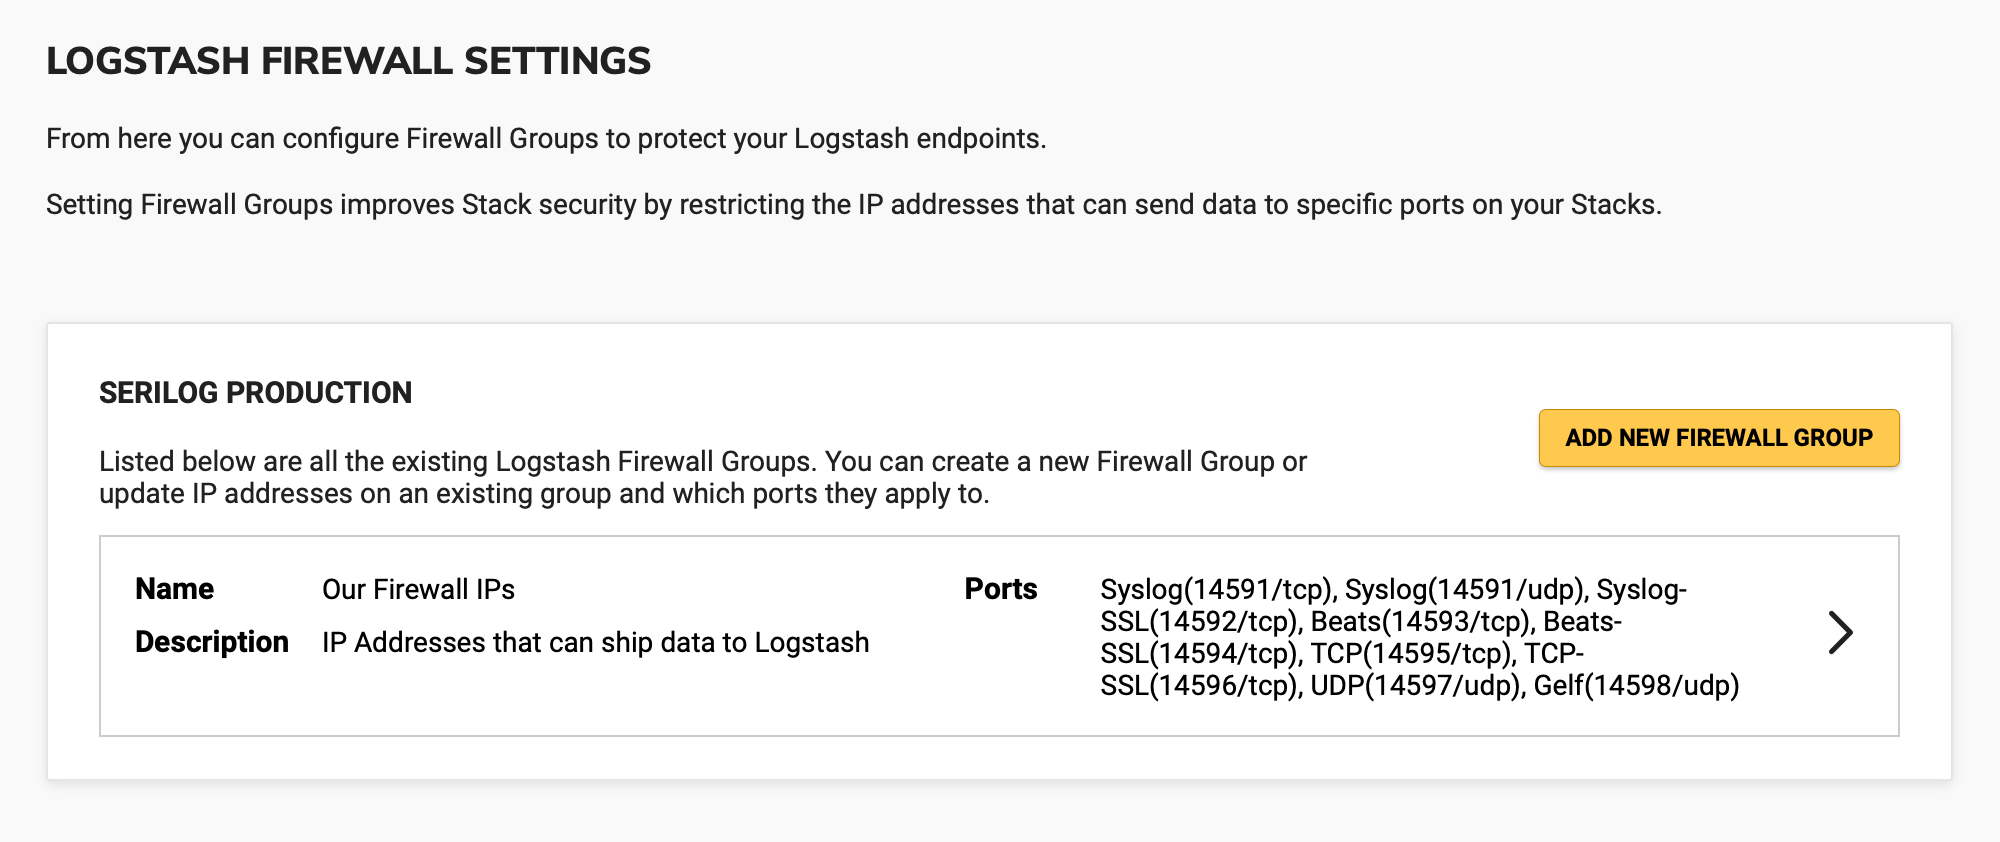 LOGSTASH FIREWALL SETTINGS
From here you can configure Firewall Groups to protect your Logstash endpoints.
Setting Firewall Groups improves Stack security by restricting the IP addresses that can send data to specific ports on your Stacks.
SERILOG PRODUCTION
Listed below are all the existing Logstash Firewall Groups. You can create a new Firewall Group or
update IP addresses on an existing group and which ports they apply to.
ADD NEW FIREWALL GROUP
Name Our Firewall IPs
Description IP Addresses that can ship data to Logstash
Ports Syslog(14591/tcp), Syslog(14591/udp), Syslog-
SSL(14592/tcp), Beats(14593/tcp), Beats-
SSL(14594/tcp), TCP(14595/tcp), TCP-
SSL(14596/tcp), UDP(14597/udp), Gelf(14598/udp)